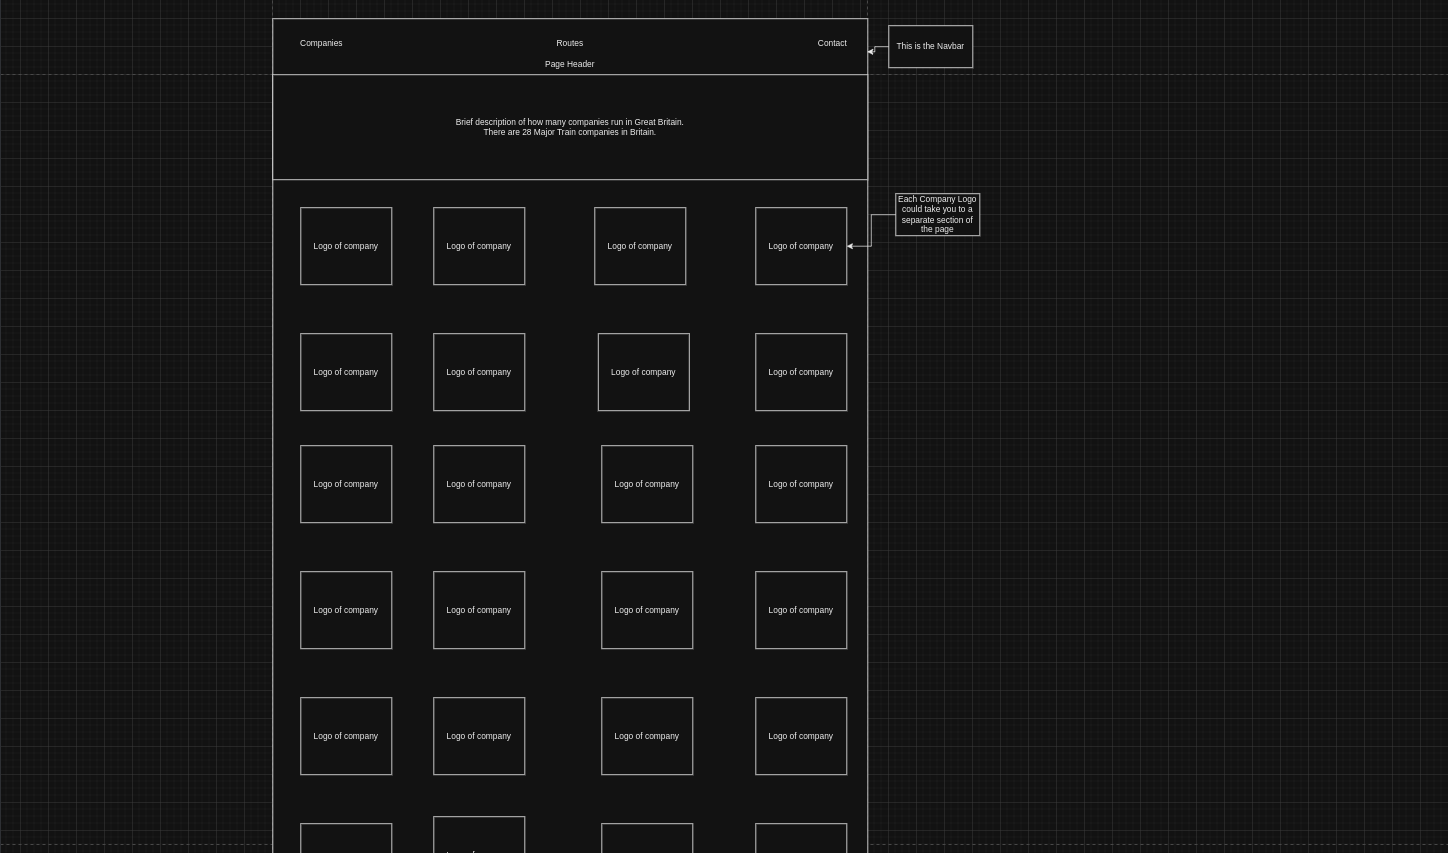 Companies Routes Contact
This is the Navbar
Page Header
Brief description of how many companies run in Great Britain.
There are 28 Major Train companies in Britain.
Each Company Logo
could take you to a
separate section of
the page
Logo of company Logo of company Logo of company Logo of company
Logo of company Logo of company Logo of company Logo of company
Logo of company Logo of company Logo of company Logo of company
Logo of company Logo of company Logo of company Logo of company
Logo of company Logo of company Logo of company Logo of company